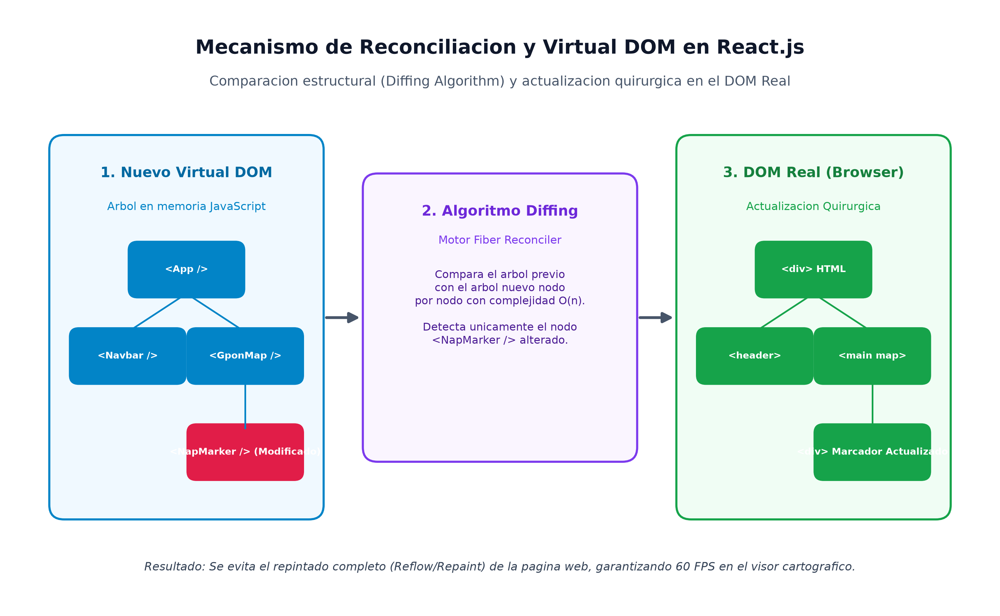 Mecanismo de Reconciliacion y Virtual DOM en React.js
Comparacion estructural (Diffing Algorithm) y actualizacion quirurgica en el DOM Real
1. Nuevo Virtual DOM
Arbol en memoria JavaScript
<App />
<Navbar />
<GponMap />
<NapMarker /> (Modificado)
2. Algoritmo Diffing
Motor Fiber Reconciler
Compara el arbol previo
con el arbol nuevo nodo
por nodo con complejidad O(n).
Detecta unicamente el nodo
<NapMarker /> alterado.
3. DOM Real (Browser)
Actualizacion Quirurgica
<div> HTML
<header>
<main map>
<div> Marcador Actualizado
Resultado: Se evita el repintado completo (Reflow/Repaint) de la pagina web, garantizando 60 FPS en el visor cartografico.